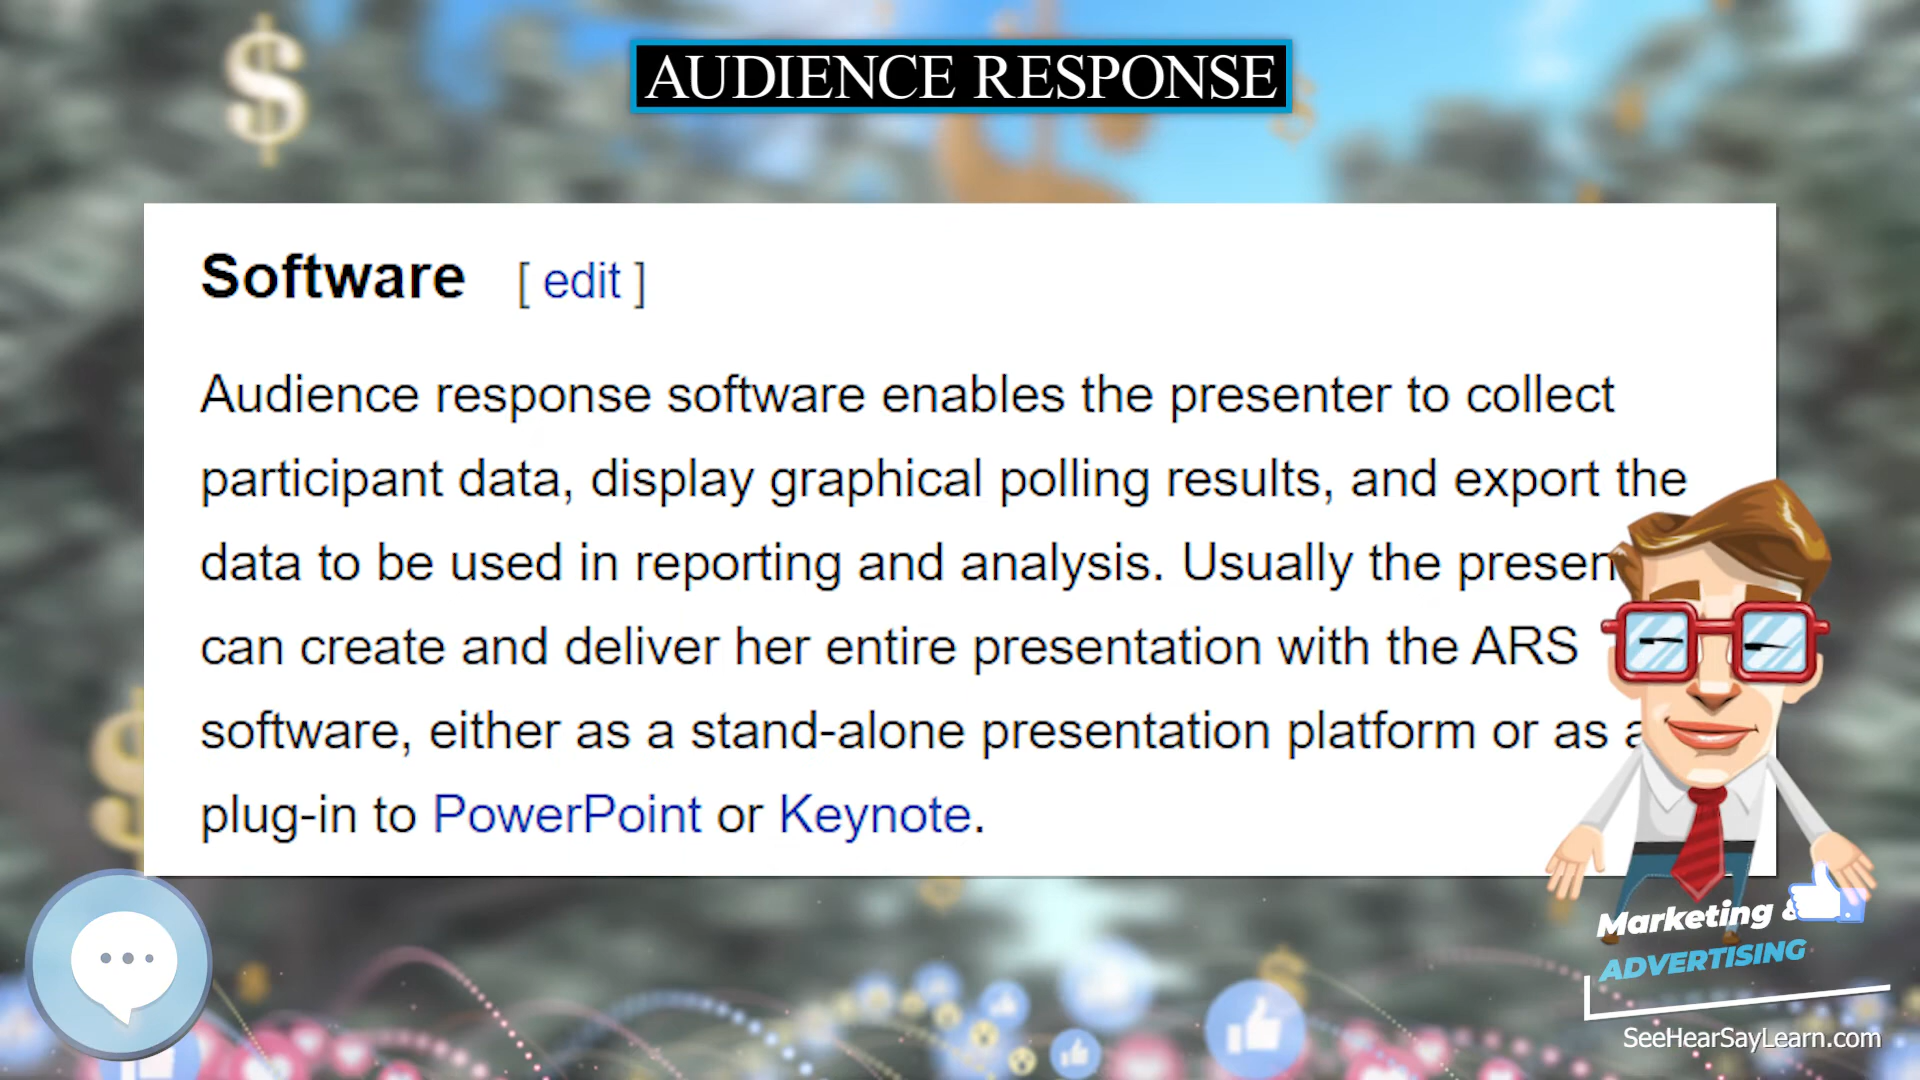 AUDIENCE RESPONSE
Software [ edit ]
Audience response software enables the presenter to collect
participant data, display graphical polling results, and export the
data to be used in reporting and analysis. Usually the presen
can create and deliver her entire presentation with the ARS
software, either as a stand-alone presentation platform or as a
plug-in to PowerPoint or Keynote.
Marketing &
ADVERTISING
SeeHearSayLearn.com